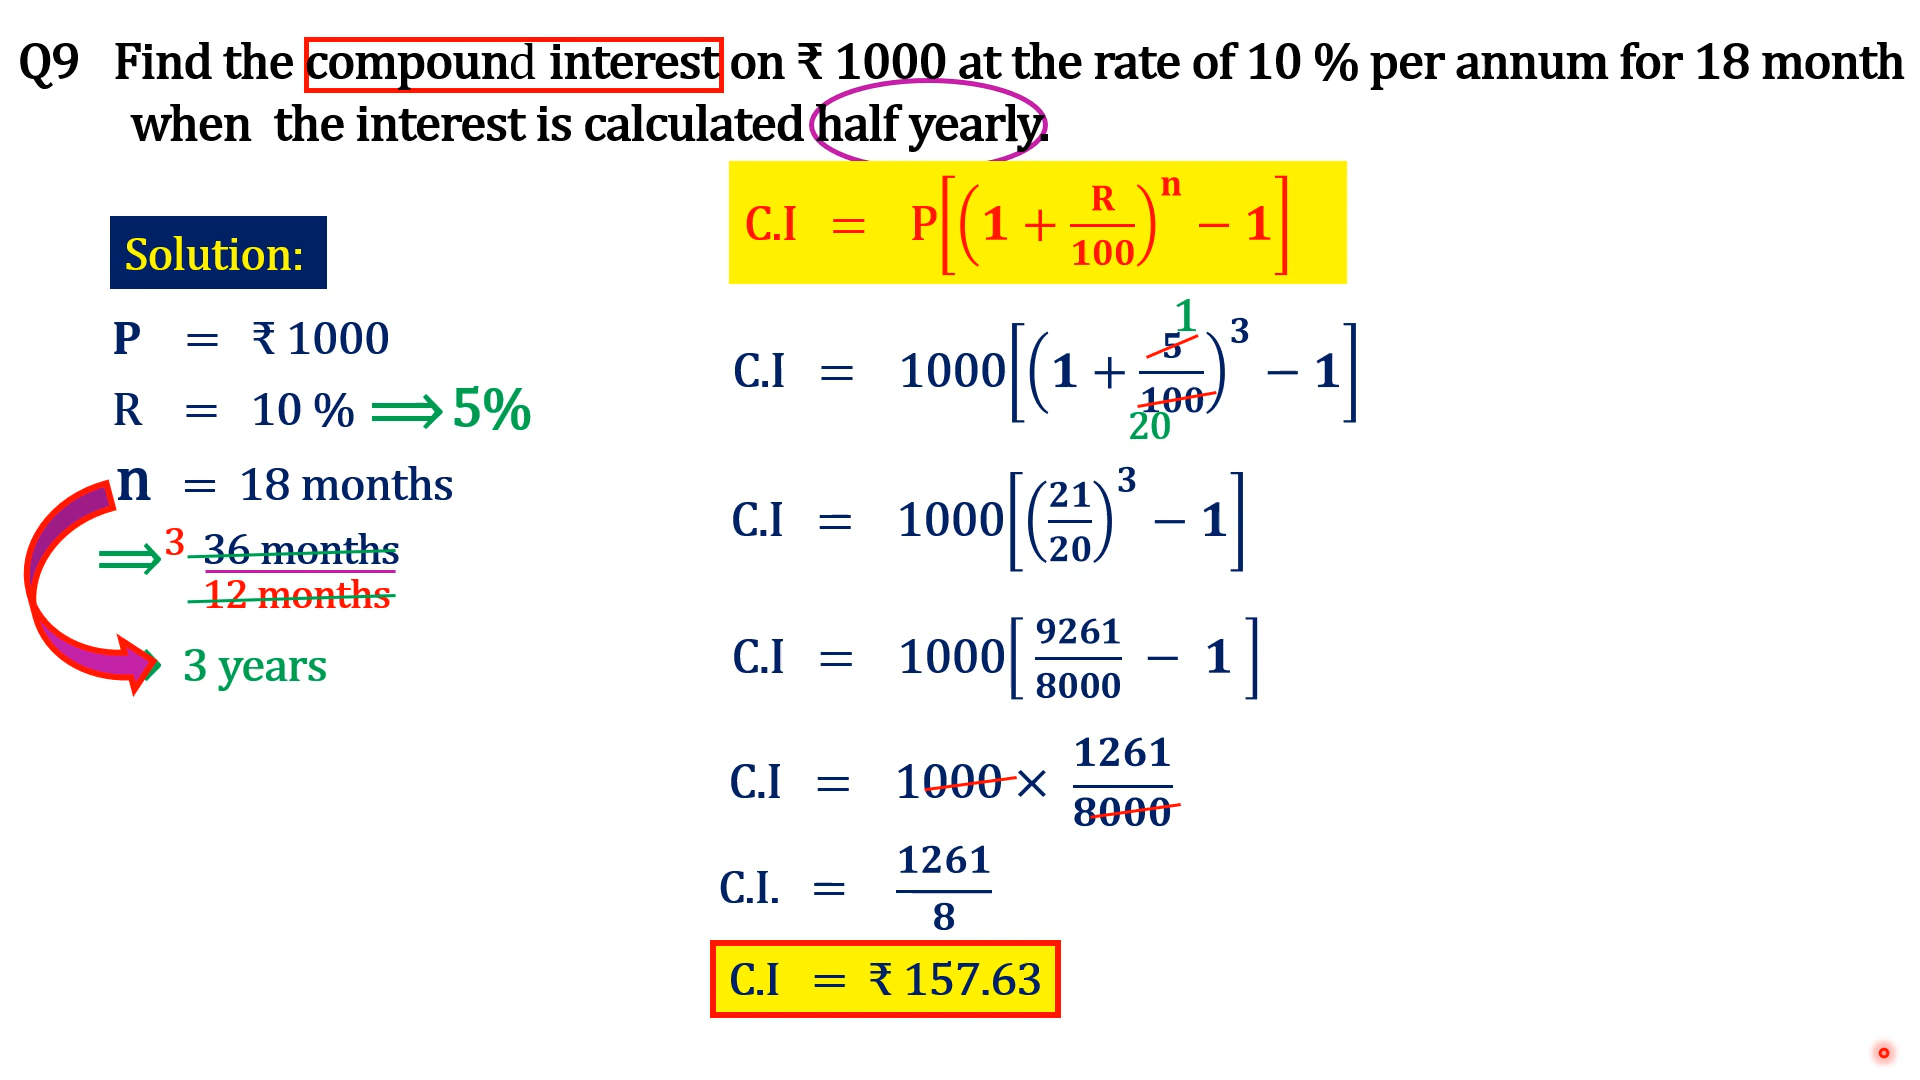 Q9 Find the compound interest on ₹ 1000 at the rate of 10 % per annum for 18 month
when the interest is calculated half yearly.
C.I = P[(1 + R/100)^n − 1]
Solution:
P = ₹ 1000
R = 10 % ⟹ 5%
n = 18 months
⟹ 3 36 months
12 months
3 years
C.I = 1000[(1 + 5/100)^3 − 1]
1
20
C.I = 1000[(21/20)^3 − 1]
C.I = 1000[ 9261/8000 − 1 ]
C.I = 1000 × 1261/8000
C.I. = 1261/8
C.I = ₹ 157.63